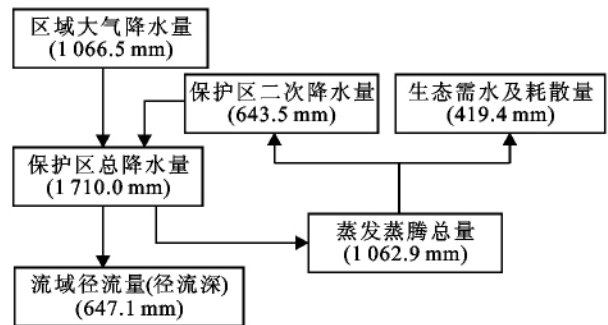 区域大气降水量
(1 066.5 mm)
保护区二次降水量
(643.5 mm)
生态需水及耗散量
(419.4 mm)
保护区总降水量
(1 710.0 mm)
蒸发蒸腾总量
(1 062.9 mm)
流域径流量(径流深)
(647.1 mm)